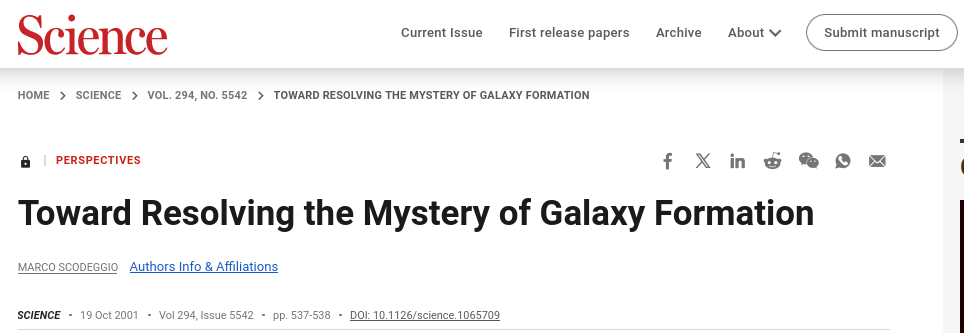 Science
Current Issue First release papers Archive About Submit manuscript
HOME SCIENCE VOL. 294, NO. 5542 TOWARD RESOLVING THE MYSTERY OF GALAXY FORMATION
PERSPECTIVES
Toward Resolving the Mystery of Galaxy Formation
MARCO SCODEGGIO Authors Info & Affiliations
SCIENCE • 19 Oct 2001 • Vol 294, Issue 5542 • pp. 537-538 • DOI: 10.1126/science.1065709